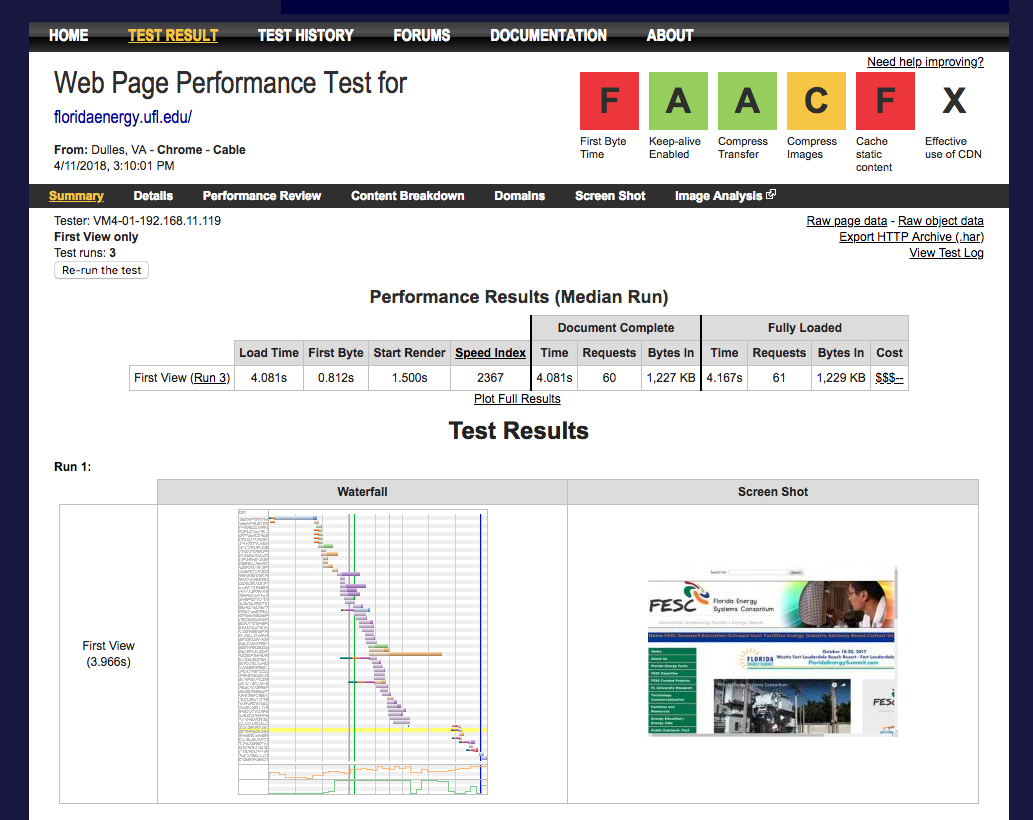 HOME TEST RESULT TEST HISTORY FORUMS DOCUMENTATION ABOUT
Need help improving?
Web Page Performance Test for
floridaenergy.ufl.edu/
From: Dulles, VA - Chrome - Cable
4/11/2018, 3:10:01 PM
F A A C F X
First Byte Time
Keep-alive Enabled
Compress Transfer
Compress Images
Cache static content
Effective use of CDN
Summary Details Performance Review Content Breakdown Domains Screen Shot Image Analysis
Tester: VM4-01-192.168.11.119
First View only
Test runs: 3
Re-run the test
Raw page data - Raw object data
Export HTTP Archive (.har)
View Test Log
Performance Results (Median Run)
Document Complete Fully Loaded
Load Time First Byte Start Render Speed Index Time Requests Bytes In Time Requests Bytes In Cost
First View (Run 3) 4.081s 0.812s 1.500s 2367 4.081s 60 1,227 KB 4.167s 61 1,229 KB $$$--
Plot Full Results
Test Results
Run 1:
Waterfall Screen Shot
First View
(3.966s)
FESC Florida Energy
Systems Consortium
October 18-20, 2017
FLORIDA
FloridaEnergySummit.com